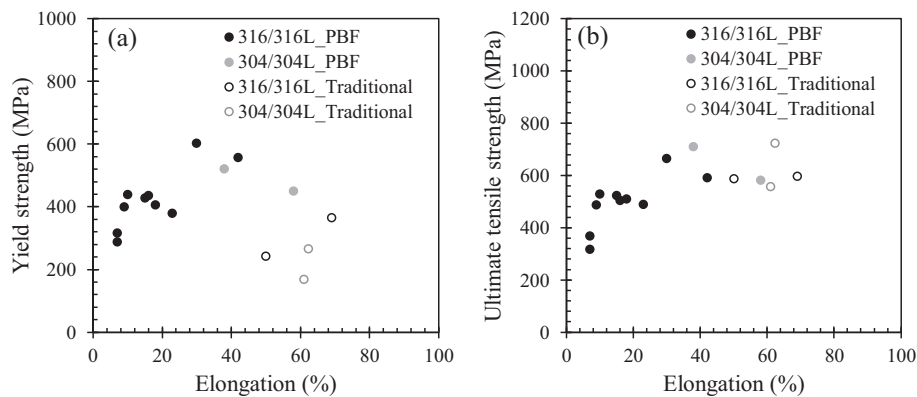 (a)
316/316L_PBF
304/304L_PBF
316/316L_Traditional
304/304L_Traditional
Yield strength (MPa)
1000
800
600
400
200
0
0 20 40 60 80 100
Elongation (%)
(b)
316/316L_PBF
304/304L_PBF
316/316L_Traditional
304/304L_Traditional
Ultimate tensile strength (MPa)
1200
1000
800
600
400
200
0
0 20 40 60 80 100
Elongation (%)